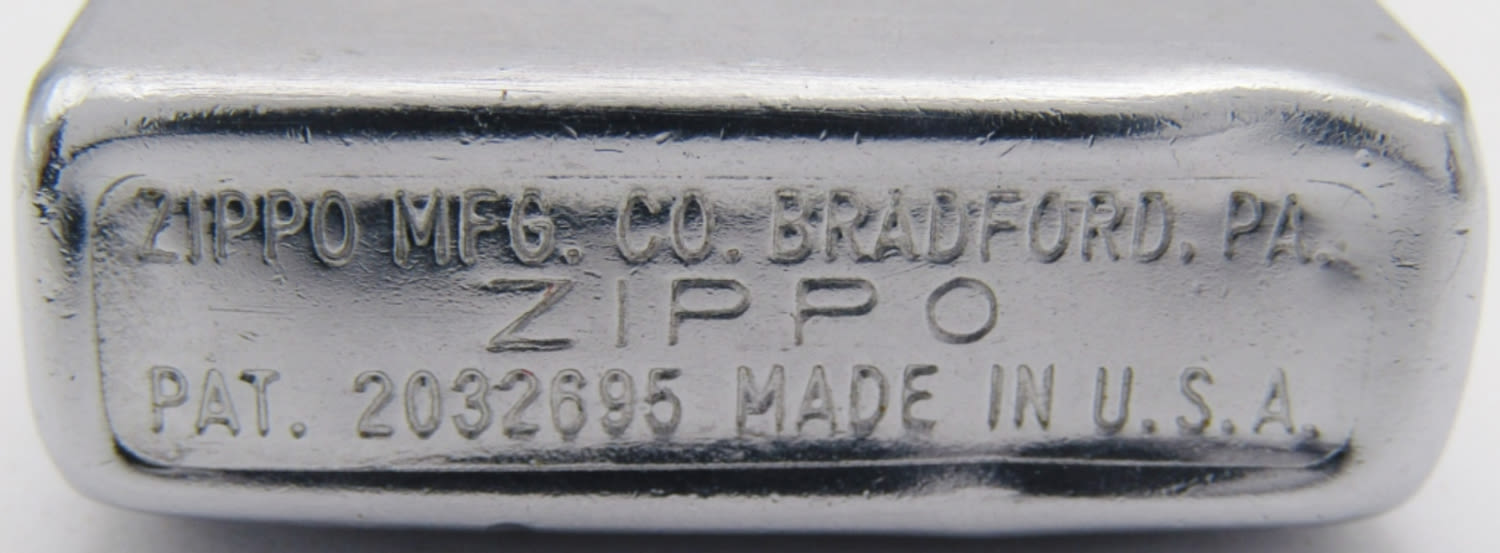 ZIPPO MFG. CO. BRADFORD, PA.
ZIPPO
PAT. 2032695 MADE IN U.S.A.